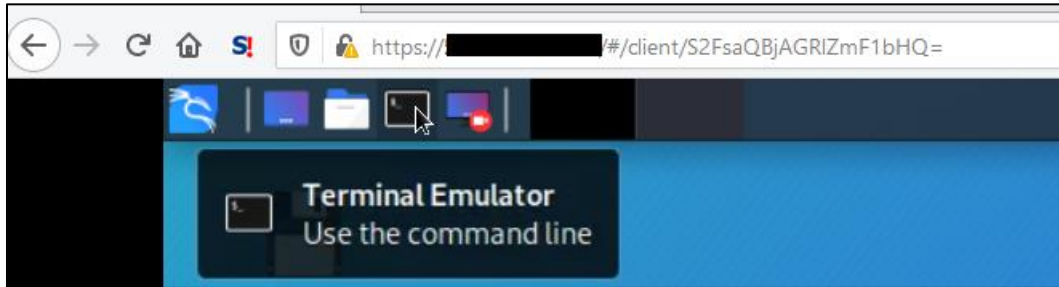 S! https:// /#/client/S2FsaQBjAGRlZmF1bHQ=
Terminal Emulator
Use the command line